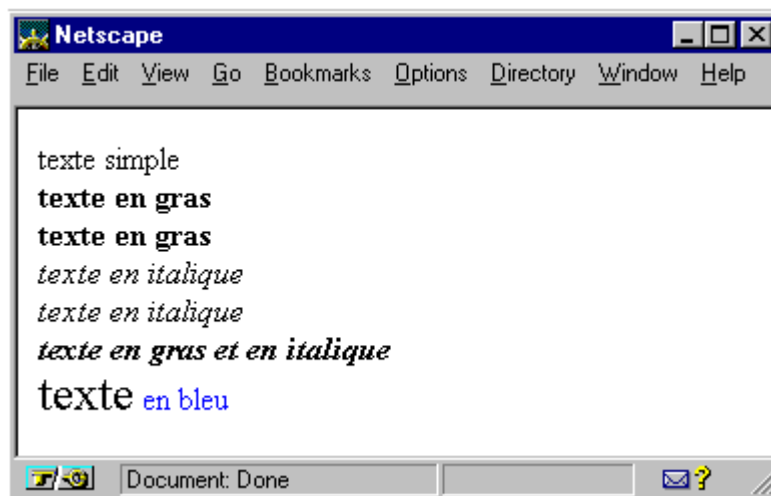 Netscape
File Edit View Go Bookmarks Options Directory Window Help
texte simple
texte en gras
texte en gras
texte en italique
texte en italique
texte en gras et en italique
texte en bleu
Document: Done